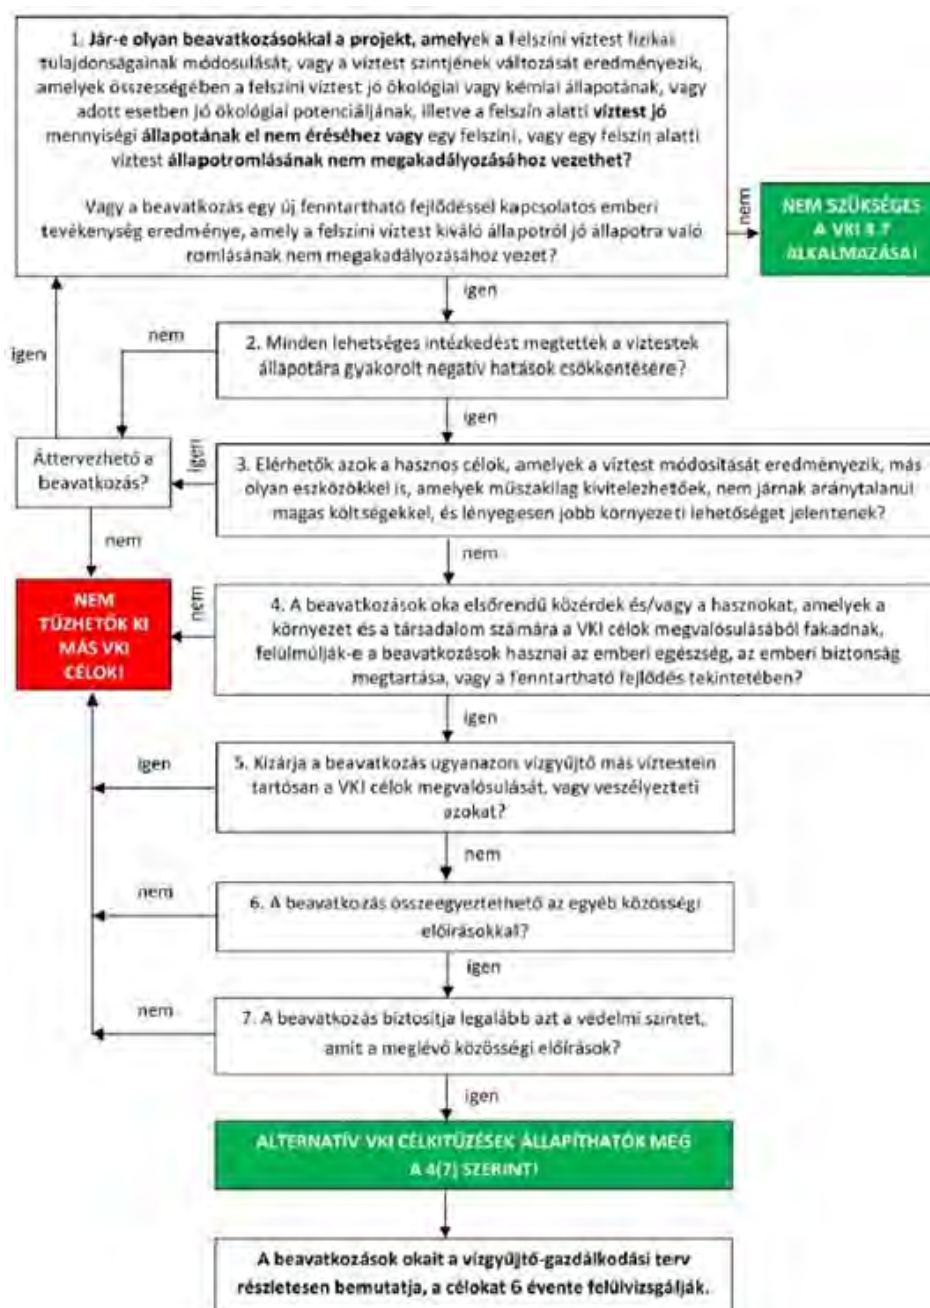 1. Jár-e olyan beavatkozásokkal a projekt, amelyek a felszíni víztest fizikai
tulajdonságainak módosulását, vagy a víztest szintjének változását eredményezik,
amelyek összességében a felszíni víztest jó ökológiai vagy kémiai állapotának, vagy
adott esetben jó ökológiai potenciáljának, illetve a felszín alatti víztest jó
mennyiségi állapotának el nem éréséhez vagy egy felszíni, vagy egy felszín alatti
víztest állapotromlásának nem megakadályozásához vezethet?
Vagy a beavatkozás egy új fenntartható fejlődéssel kapcsolatos emberi
tevékenység eredménye, amely a felszíni víztest kiváló állapotról jó állapotra való
romlásának nem megakadályozásához vezet?
nem
NEM SZÜKSÉGES
A VKI 4.7
ALKALMAZÁSA!
igen
igen
nem
2. Minden lehetséges intézkedést megtettek a víztestek
állapotára gyakorolt negatív hatások csökkentésére?
igen
Áttervezhető a
beavatkozás?
igen
3. Elérhetők azok a hasznos célok, amelyek a víztest módosítását eredményezik, más
olyan eszközökkel is, amelyek műszakilag kivitelezhetőek, nem járnak aránytalanul
magas költségekkel, és lényegesen jobb környezeti lehetőséget jelentenek?
nem
nem
NEM
TŰZHETŐK KI
MÁS VKI
CÉLOK!
nem
4. A beavatkozások oka elsőrendű közérdek és/vagy a hasznokat, amelyek a
környezet és a társadalom számára a VKI célok megvalósulásából fakadnak,
felülmúlják-e a beavatkozások hasznai az emberi egészség, az emberi biztonság
megtartása, vagy a fenntartható fejlődés tekintetében?
igen
igen
5. Kizárja a beavatkozás ugyanazon vízgyűjtő más víztestein
tartósan a VKI célok megvalósulását, vagy veszélyezteti
azokat?
nem
nem
6. A beavatkozás összeegyeztethető az egyéb közösségi
előírásokkal?
igen
nem
7. A beavatkozás biztosítja legalább azt a védelmi szintet,
amit a meglévő közösségi előírások?
igen
ALTERNATÍV VKI CÉLKITŰZÉSEK ÁLLAPÍTHATÓK MEG
A 4(7) SZERINT!
A beavatkozások okait a vízgyűjtő-gazdálkodási terv
részletesen bemutatja, a célokat 6 évente felülvizsgálják.